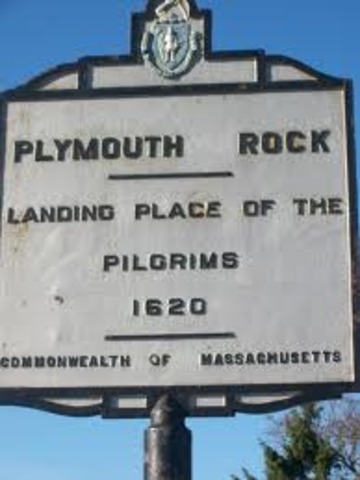 PLYMOUTH ROCK
LANDING PLACE OF THE
PILGRIMS
1620
COMMONWEALTH OF MASSACHUSETTS